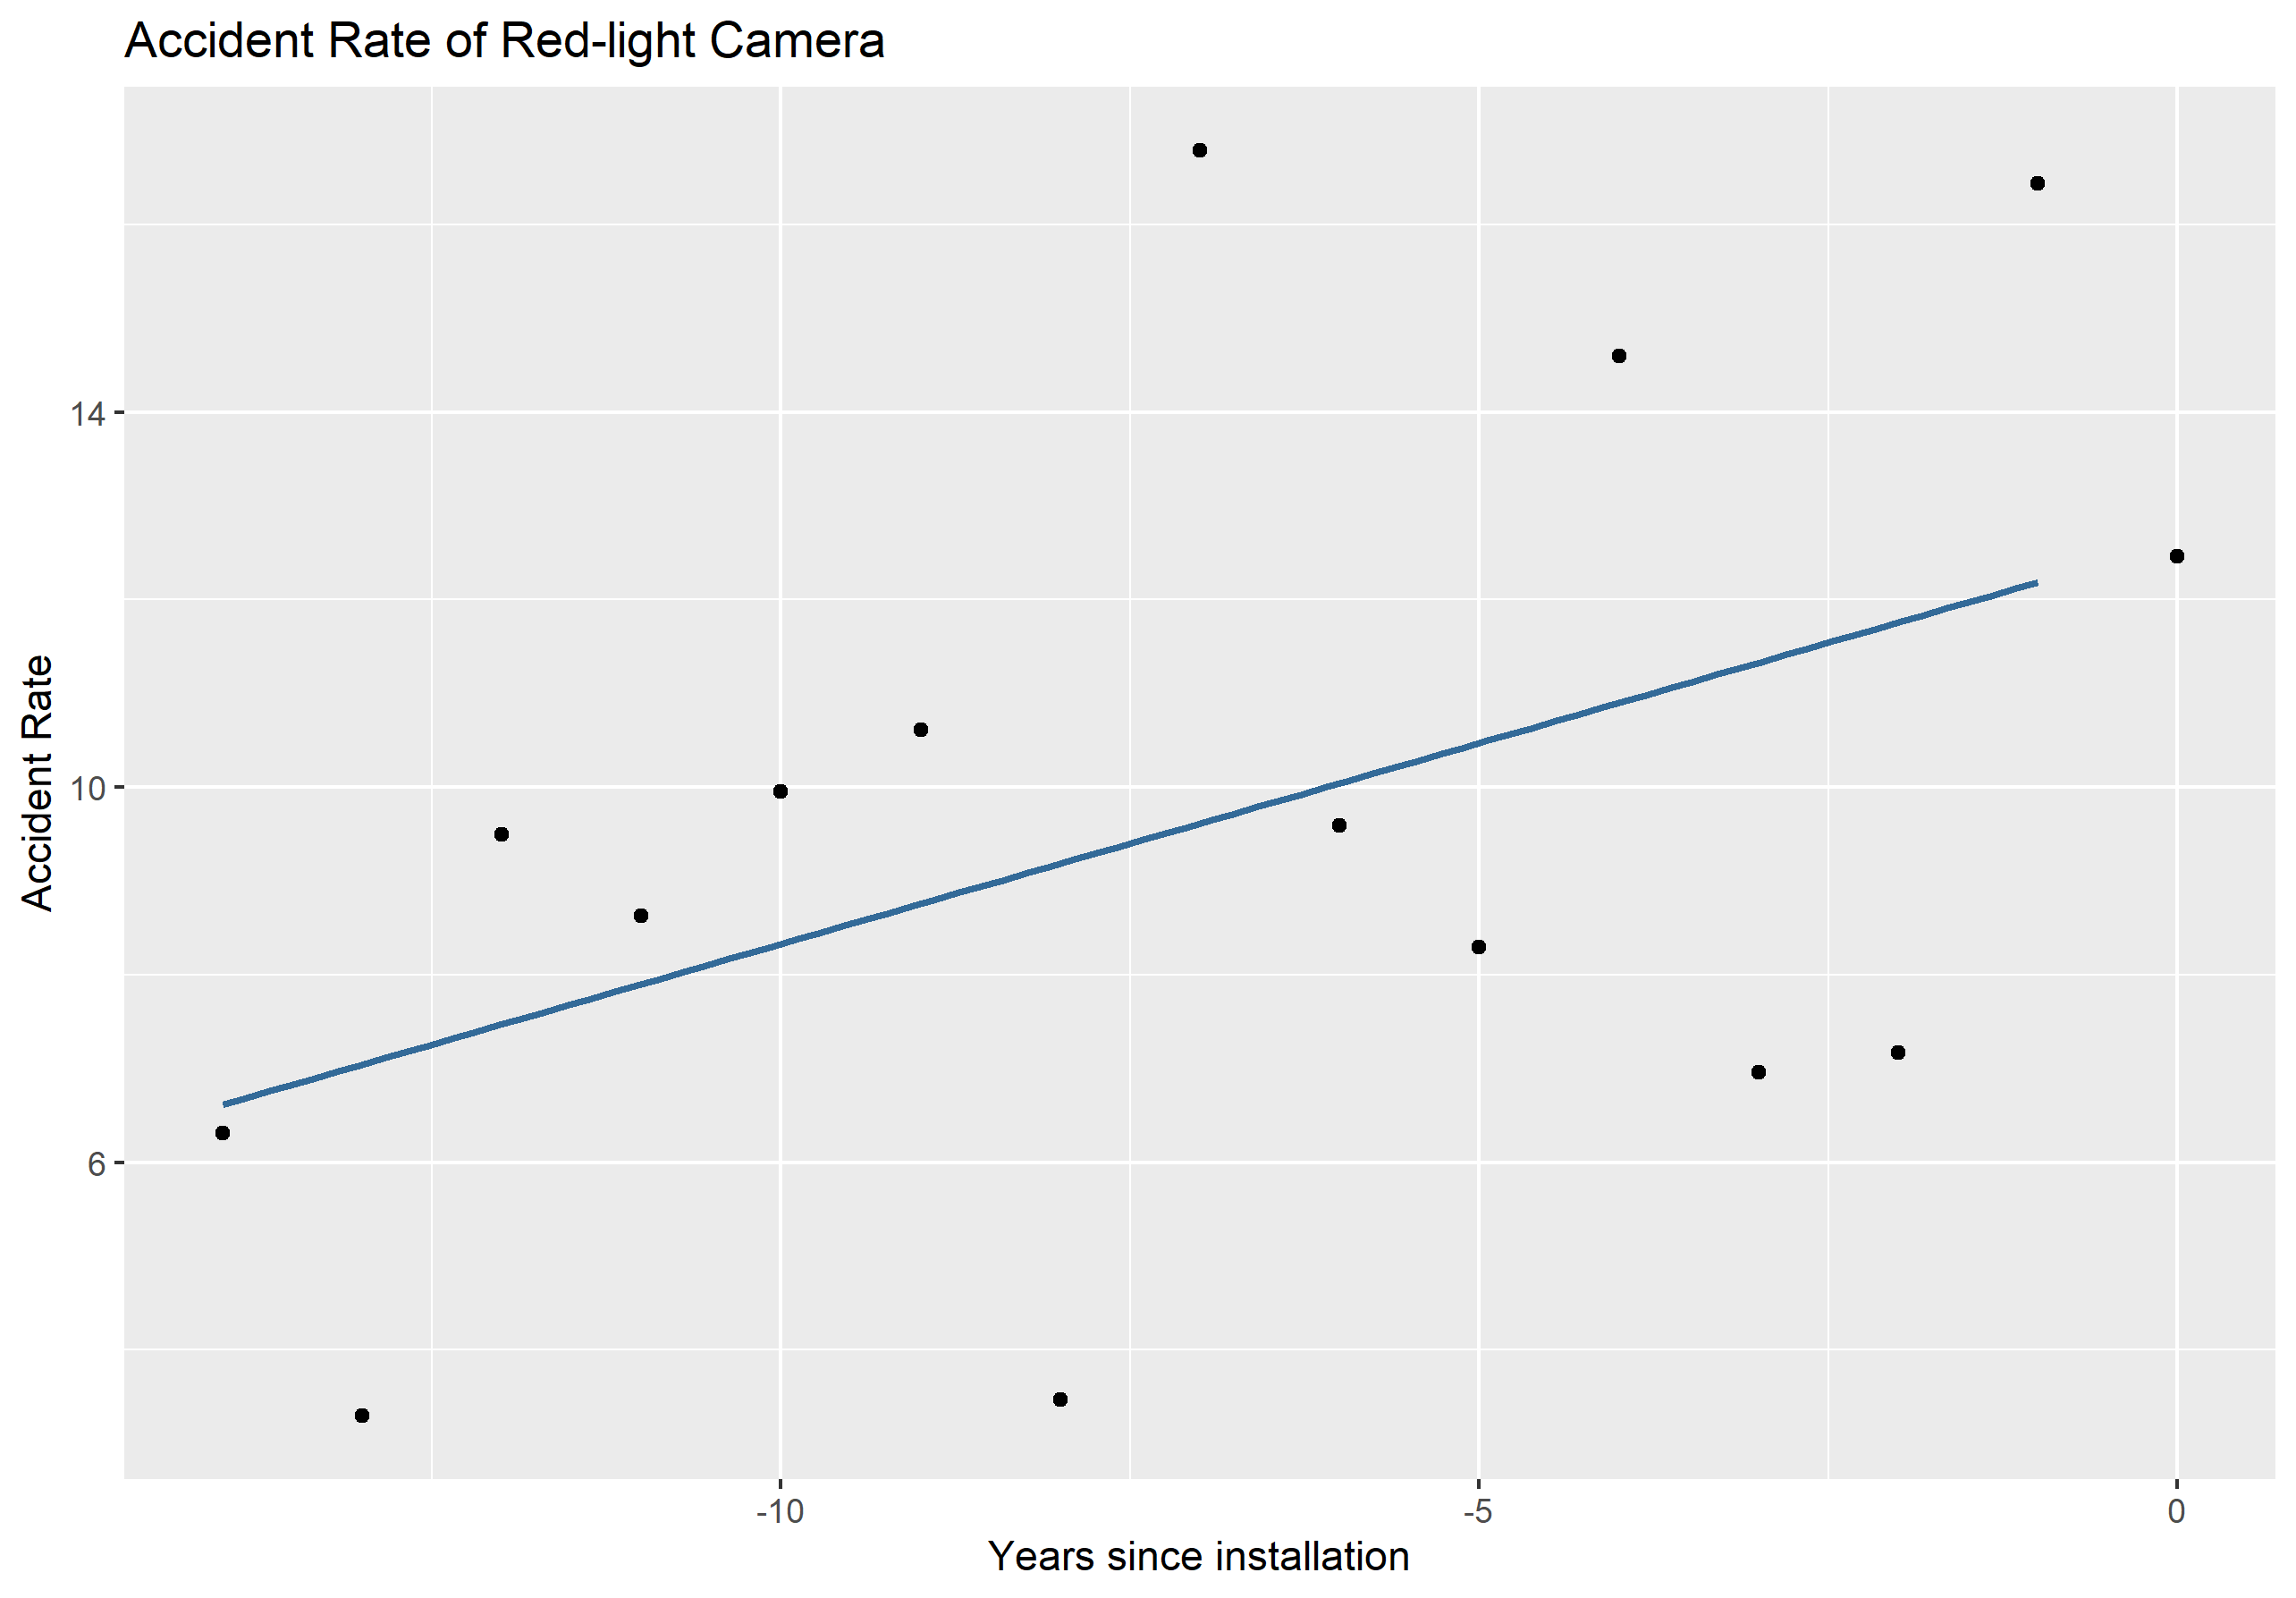 Accident Rate of Red-light Camera
Accident Rate
14
10
6
-10
-5
0
Years since installation